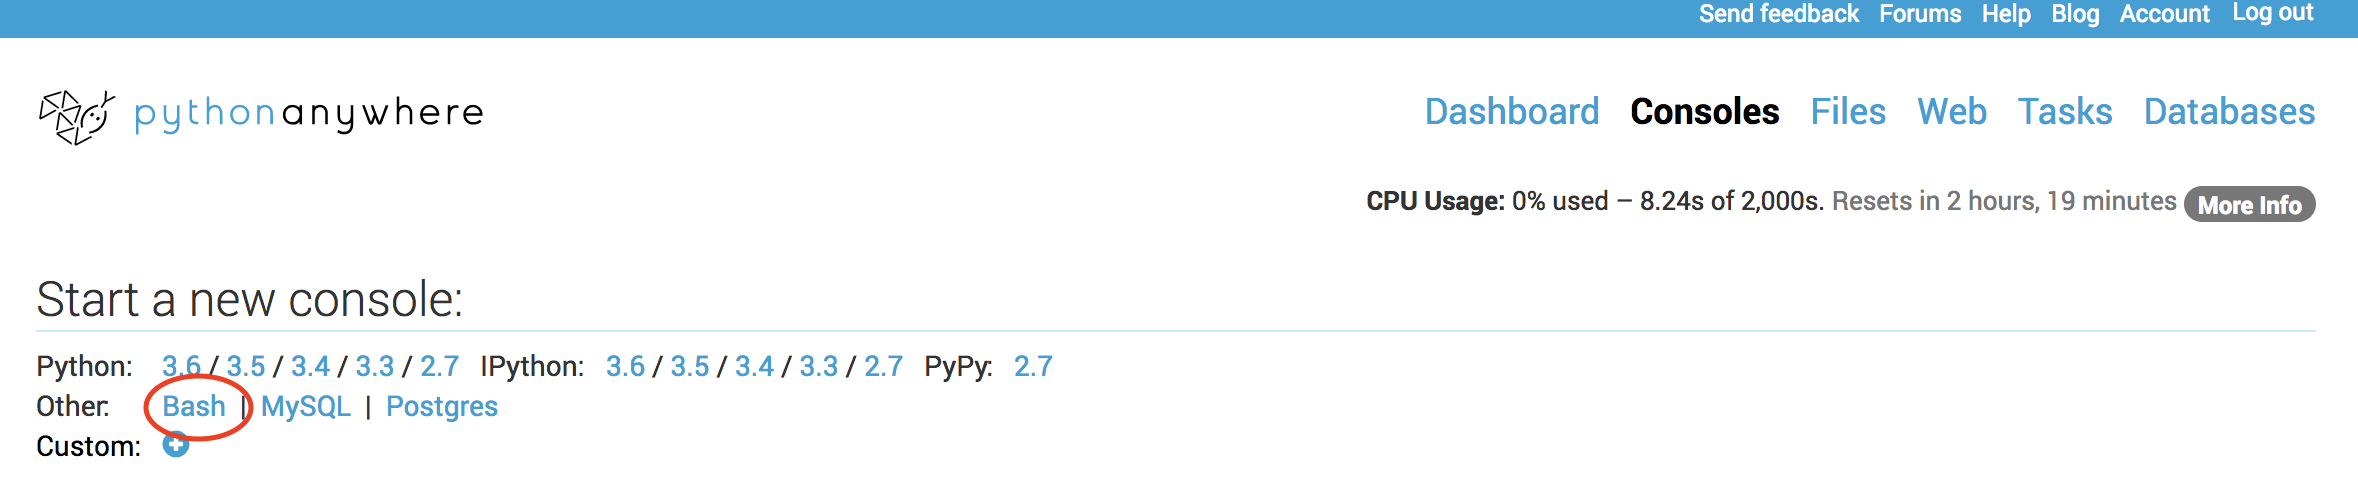 Send feedback Forums Help Blog Account Log out
pythonanywhere
Dashboard Consoles Files Web Tasks Databases
CPU Usage: 0% used – 8.24s of 2,000s. Resets in 2 hours, 19 minutes More Info
Start a new console:
Python: 3.6 / 3.5 / 3.4 / 3.3 / 2.7 IPython: 3.6 / 3.5 / 3.4 / 3.3 / 2.7 PyPy: 2.7
Other: Bash | MySQL | Postgres
Custom: